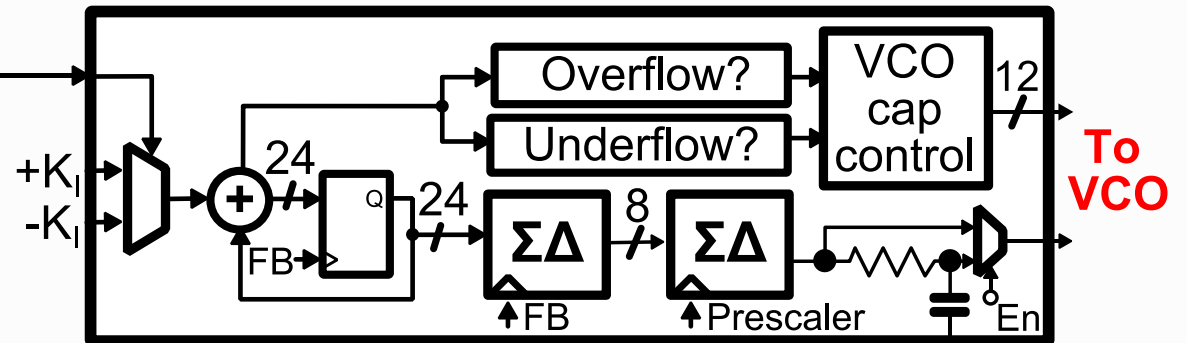 Overflow?
Underflow?
VCO
cap
control
12
To
VCO
+K_I
-K_I
24
Q
FB
24
ΣΔ
8
ΣΔ
FB
Prescaler
En